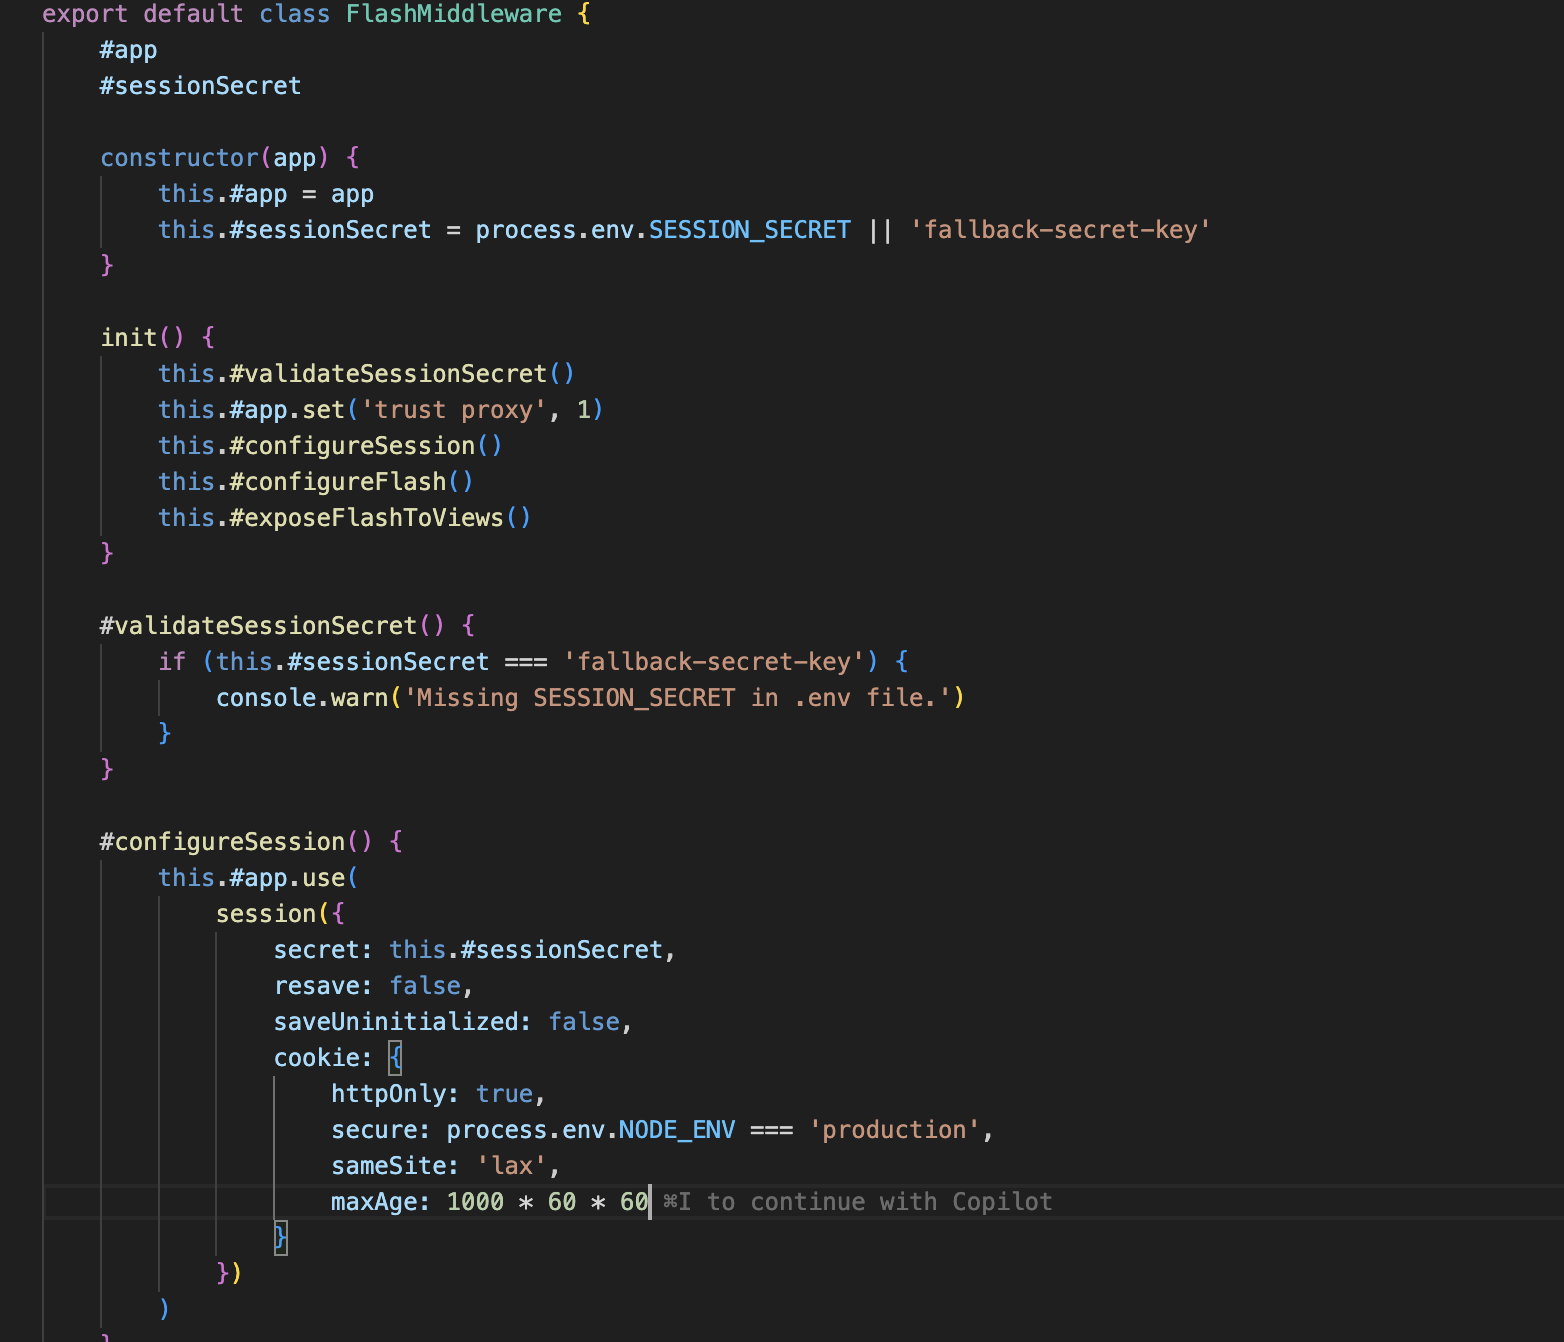 export default class FlashMiddleware {
#app
#sessionSecret
constructor(app) {
this.#app = app
this.#sessionSecret = process.env.SESSION_SECRET || 'fallback-secret-key'
}
init() {
this.#validateSessionSecret()
this.#app.set('trust proxy', 1)
this.#configureSession()
this.#configureFlash()
this.#exposeFlashToViews()
}
#validateSessionSecret() {
if (this.#sessionSecret === 'fallback-secret-key') {
console.warn('Missing SESSION_SECRET in .env file.')
}
}
#configureSession() {
this.#app.use(
session({
secret: this.#sessionSecret,
resave: false,
saveUninitialized: false,
cookie: {
httpOnly: true,
secure: process.env.NODE_ENV === 'production',
sameSite: 'lax',
maxAge: 1000 * 60 * 60 ⌘I to continue with Copilot
}
})
)
}